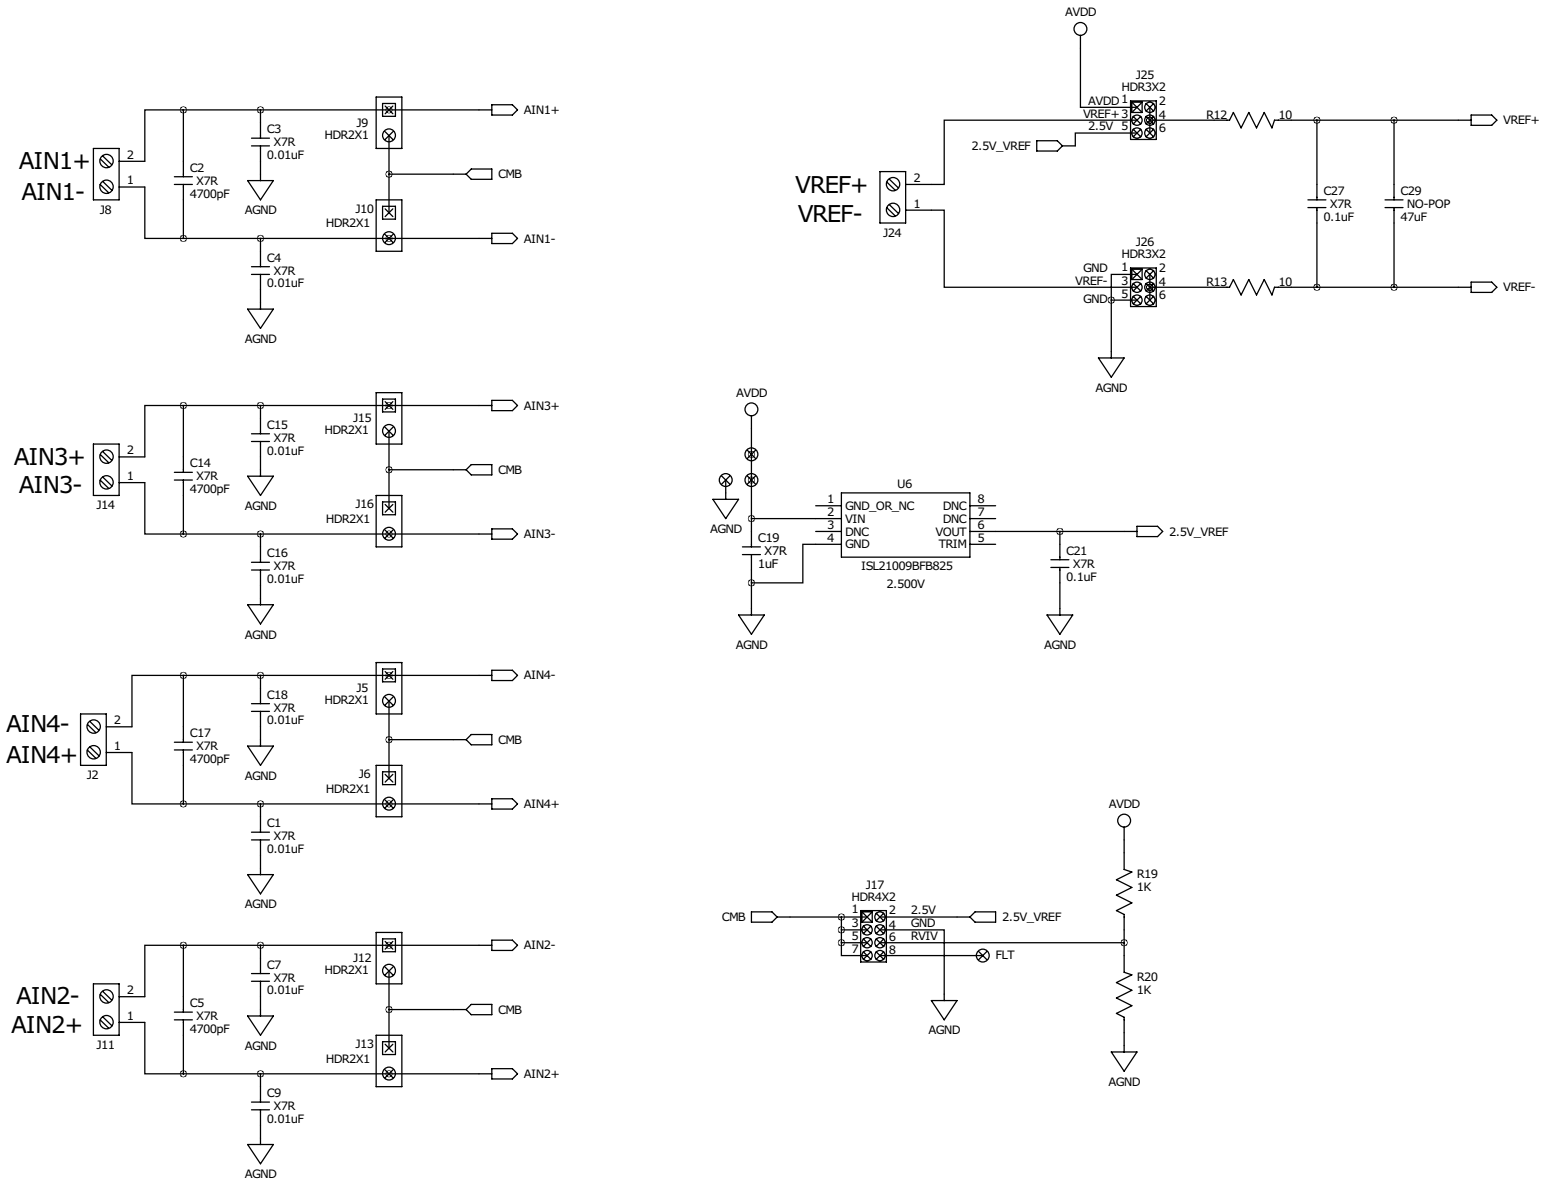 AIN1+
AIN1-
2
1
J8
C2
X7R
4700pF
C3
X7R
0.01uF
AGND
C4
X7R
0.01uF
AGND
J9
HDR2X1
J10
HDR2X1
AIN1+
CMB
AIN1-
AIN3+
AIN3-
2
1
J14
C14
X7R
4700pF
C15
X7R
0.01uF
AGND
C16
X7R
0.01uF
AGND
J15
HDR2X1
J16
HDR2X1
AIN3+
CMB
AIN3-
AIN4-
AIN4+
2
1
J2
C17
X7R
4700pF
C18
X7R
0.01uF
AGND
C1
X7R
0.01uF
AGND
J5
HDR2X1
J6
HDR2X1
AIN4-
CMB
AIN4+
AIN2-
AIN2+
2
1
J11
C5
X7R
4700pF
C7
X7R
0.01uF
AGND
C9
X7R
0.01uF
AGND
J12
HDR2X1
J13
HDR2X1
AIN2-
CMB
AIN2+
AVDD
J25
HDR3X2
AVDD 1 2
VREF+ 3 4
2.5V 5 6
2.5V_VREF
R12 10
VREF+
VREF+
VREF-
2
1
J24
C27
X7R
0.1uF
C29
NO-POP
47uF
J26
HDR3X2
GND 1 2
VREF- 3 4
GND 5 6
R13 10
VREF-
AGND
AVDD
AGND
C19
X7R
1uF
AGND
U6
1 GND_OR_NC DNC 8
2 VIN DNC 7
3 DNC VOUT 6
4 GND TRIM 5
ISL21009BFB825
2.500V
2.5V_VREF
C21
X7R
0.1uF
AGND
AVDD
R19
1K
R20
1K
AGND
J17
HDR4X2
CMB
1 2 2.5V
3 4 GND
5 6 RVIV
7 8
2.5V_VREF
FLT
AGND